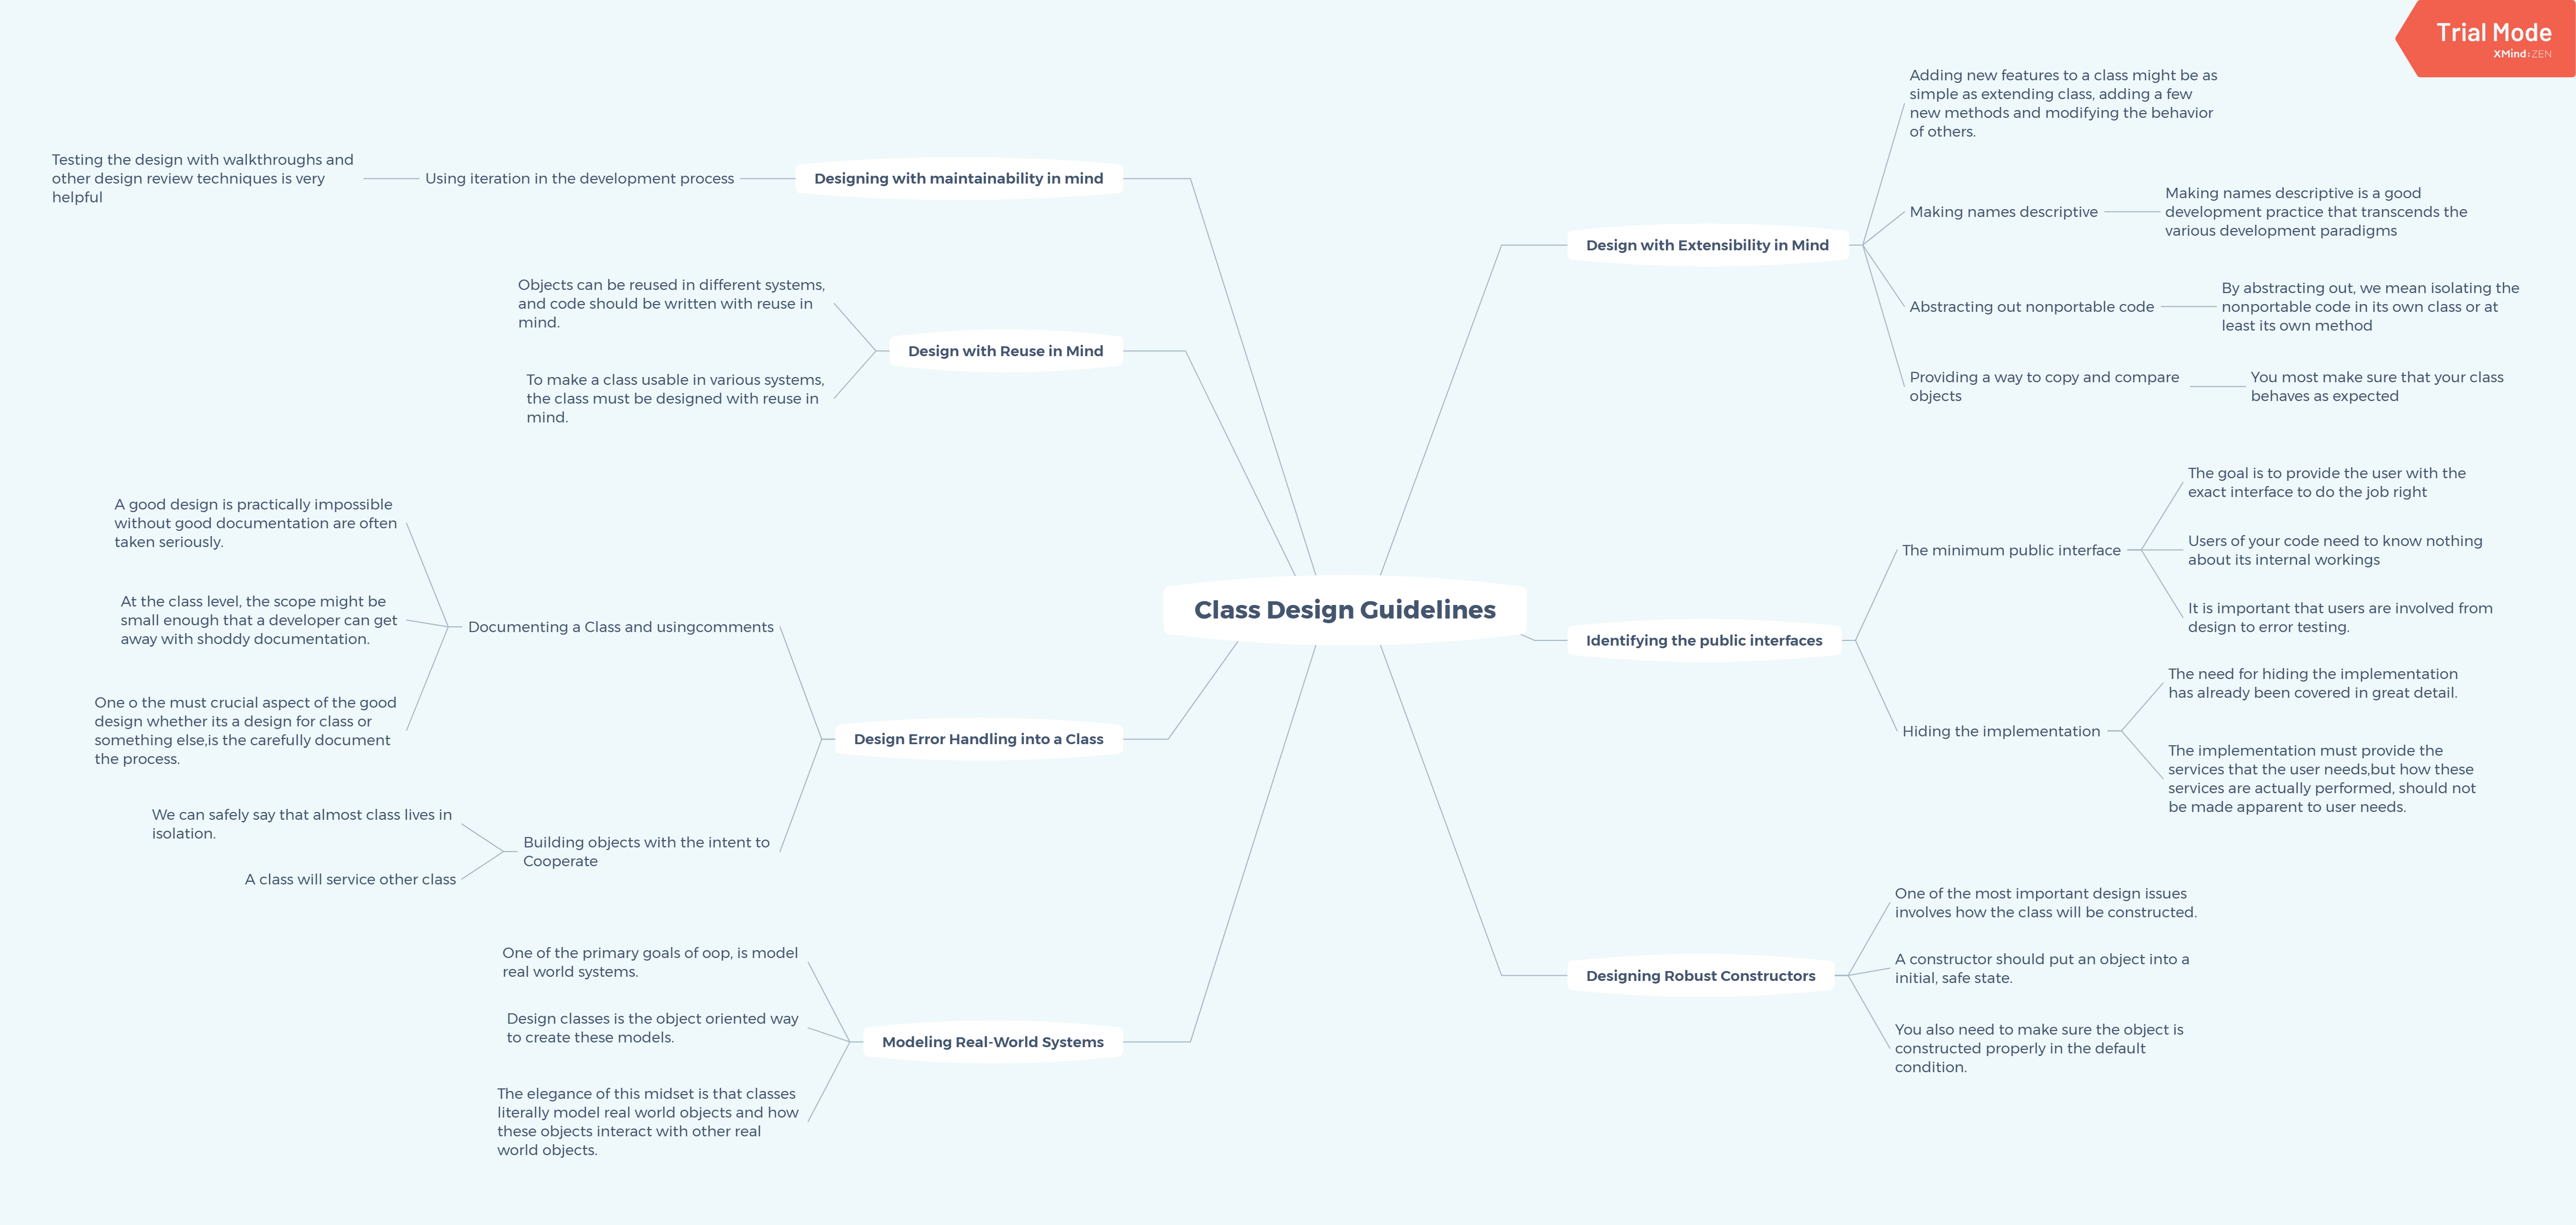 Trial Mode
XMind:ZEN
Class Design Guidelines
Design with Extensibility in Mind
Adding new features to a class might be as
simple as extending class, adding a few
new methods and modifying the behavior
of others.
Making names descriptive
Making names descriptive is a good
development practice that transcends the
various development paradigms
Abstracting out nonportable code
By abstracting out, we mean isolating the
nonportable code in its own class or at
least its own method
Providing a way to copy and compare
objects
You most make sure that your class
behaves as expected
Identifying the public interfaces
The minimum public interface
The goal is to provide the user with the
exact interface to do the job right
Users of your code need to know nothing
about its internal workings
It is important that users are involved from
design to error testing.
Hiding the implementation
The need for hiding the implementation
has already been covered in great detail.
The implementation must provide the
services that the user needs,but how these
services are actually performed, should not
be made apparent to user needs.
Designing Robust Constructors
One of the most important design issues
involves how the class will be constructed.
A constructor should put an object into a
initial, safe state.
You also need to make sure the object is
constructed properly in the default
condition.
Designing with maintainability in mind
Using iteration in the development process
Testing the design with walkthroughs and
other design review techniques is very
helpful
Design with Reuse in Mind
Objects can be reused in different systems,
and code should be written with reuse in
mind.
To make a class usable in various systems,
the class must be designed with reuse in
mind.
Design Error Handling into a Class
Documenting a Class and usingcomments
A good design is practically impossible
without good documentation are often
taken seriously.
At the class level, the scope might be
small enough that a developer can get
away with shoddy documentation.
One o the must crucial aspect of the good
design whether its a design for class or
something else,is the carefully document
the process.
Building objects with the intent to
Cooperate
We can safely say that almost class lives in
isolation.
A class will service other class
Modeling Real-World Systems
One of the primary goals of oop, is model
real world systems.
Design classes is the object oriented way
to create these models.
The elegance of this midset is that classes
literally model real world objects and how
these objects interact with other real
world objects.